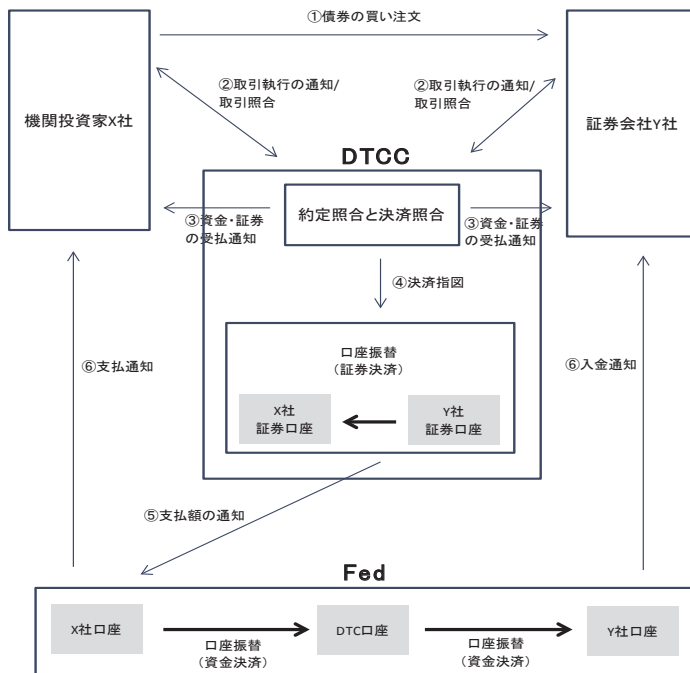 ①債券の買い注文
機関投資家X社
②取引執行の通知/
取引照合
②取引執行の通知/
取引照合
証券会社Y社
DTCC
約定照合と決済照合
③資金・証券
の受払通知
③資金・証券
の受払通知
④決済指図
口座振替
(証券決済)
X社
証券口座
Y社
証券口座
⑥支払通知
⑥入金通知
⑤支払額の通知
Fed
X社口座
口座振替
(資金決済)
DTC口座
口座振替
(資金決済)
Y社口座